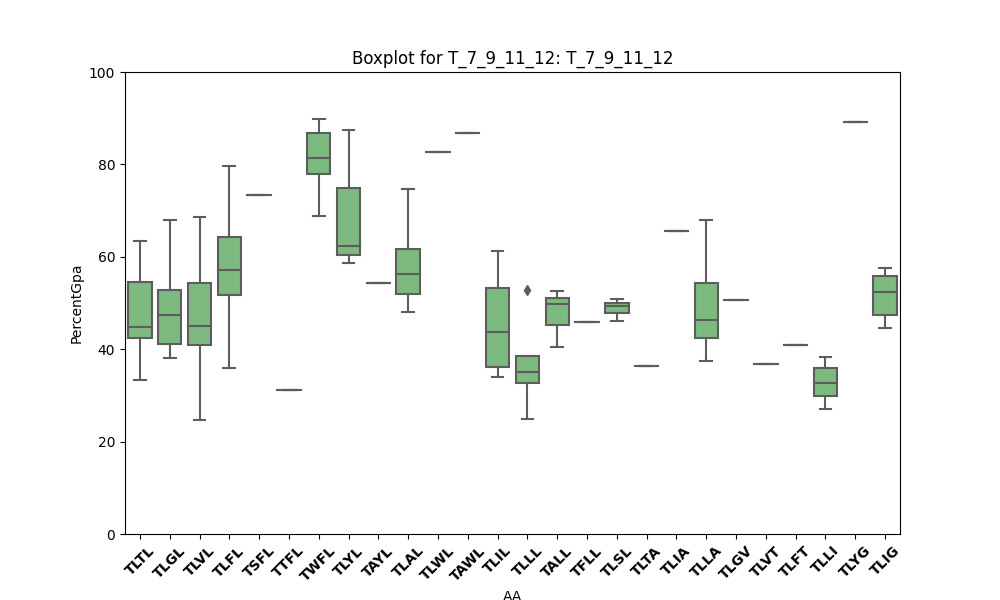 Boxplot for T_7_9_11_12: T_7_9_11_12
PercentGpa
100
80
60
40
20
0
TLTL TLGL TLVL TLFL TSFL TTFL TWFL TLYL TAYL TLAL TLWL TAWL TLIL TLLL TALL TFLL TLSL TLTA TLIA TLLA TLGV TLVT TLFT TLLI TLYG TLIG
AA